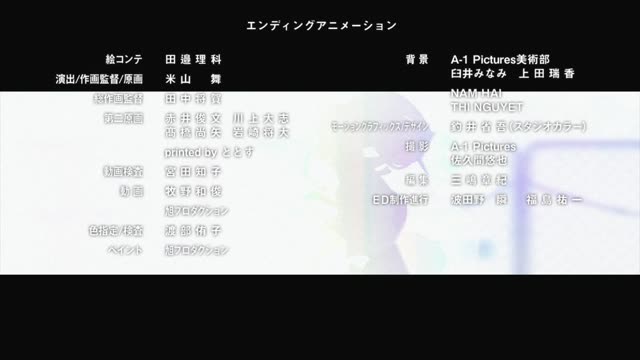 エンディングアニメーション
絵コンテ 田邉理科
演出/作画監督/原画 米山 舞
総作画監督 田中将賀
第二原画 赤井俊文 川上大志
高橋尚矢 岩崎将大
printed by ととす
動画検査 宮田知子
動画 牧野和俊
旭プロダクション
色指定/検査 渡部侑子
ペイント 旭プロダクション
背景 A-1 Pictures美術部
臼井みなみ 上田瑞香
NAM HAI
THI NGUYET
モーショングラフィックス/デザイン 釣井省吾(スタジオカラー)
撮影 A-1 Pictures
佐久間悠也
編集 三嶋章紀
ED制作進行 波田野 瞬 福島祐一